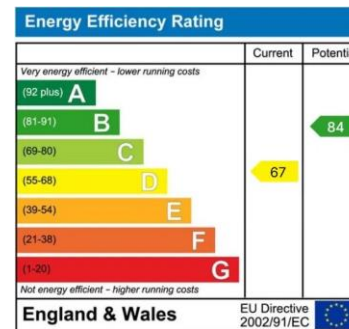 Energy Efficiency Rating
Current Potenti
Very energy efficient – lower running costs
(92 plus) A
(81-91) B
84
(69-80) C
(55-68) D
67
(39-54) E
(21-38) F
(1-20) G
Not energy efficient – higher running costs
England & Wales
EU Directive
2002/91/EC